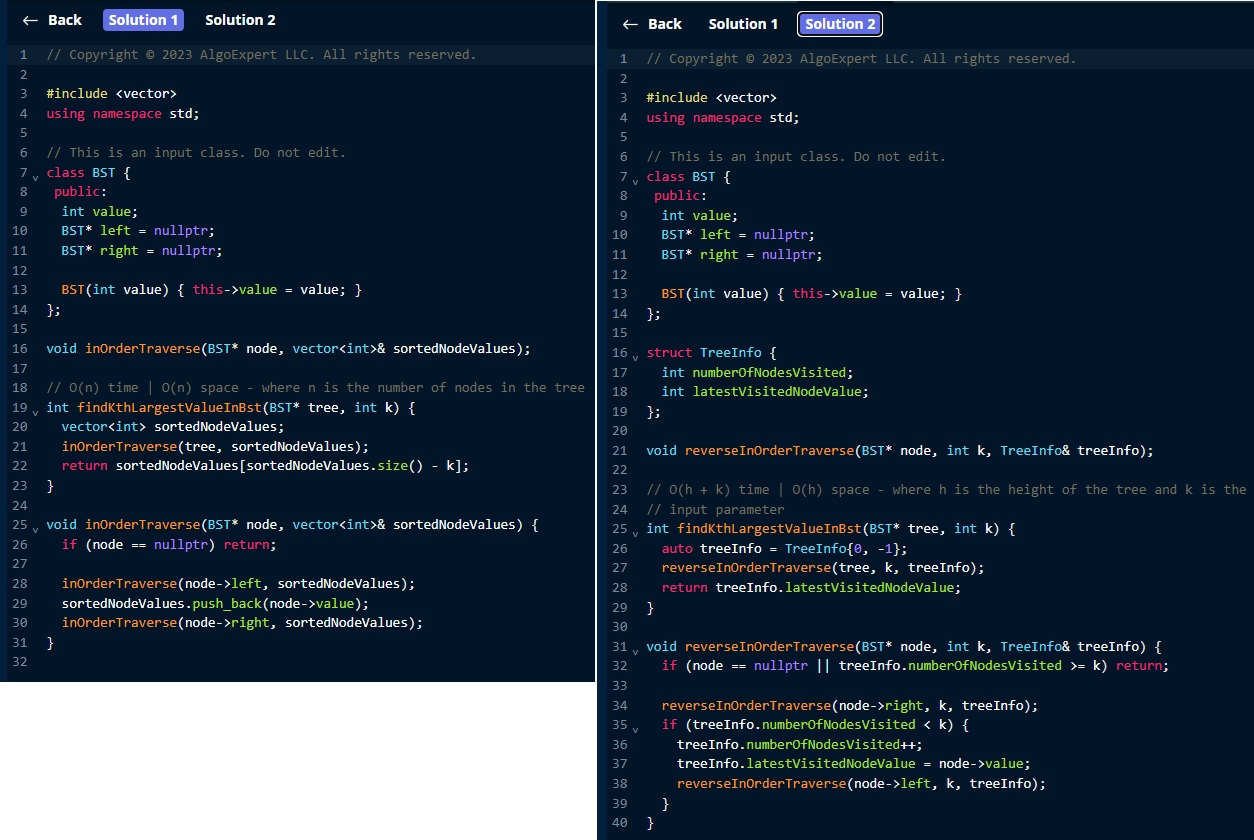 ← Back Solution 1 Solution 2
1 // Copyright © 2023 AlgoExpert LLC. All rights reserved.
2
3 #include <vector>
4 using namespace std;
5
6 // This is an input class. Do not edit.
7 class BST {
8  public:
9   int value;
10   BST* left = nullptr;
11   BST* right = nullptr;
12
13   BST(int value) { this->value = value; }
14 };
15
16 void inOrderTraverse(BST* node, vector<int>& sortedNodeValues);
17
18 // O(n) time | O(n) space - where n is the number of nodes in the tree
19 int findKthLargestValueInBst(BST* tree, int k) {
20   vector<int> sortedNodeValues;
21   inOrderTraverse(tree, sortedNodeValues);
22   return sortedNodeValues[sortedNodeValues.size() - k];
23 }
24
25 void inOrderTraverse(BST* node, vector<int>& sortedNodeValues) {
26   if (node == nullptr) return;
27
28   inOrderTraverse(node->left, sortedNodeValues);
29   sortedNodeValues.push_back(node->value);
30   inOrderTraverse(node->right, sortedNodeValues);
31 }
32
← Back Solution 1 Solution 2
1 // Copyright © 2023 AlgoExpert LLC. All rights reserved.
2
3 #include <vector>
4 using namespace std;
5
6 // This is an input class. Do not edit.
7 class BST {
8  public:
9   int value;
10   BST* left = nullptr;
11   BST* right = nullptr;
12
13   BST(int value) { this->value = value; }
14 };
15
16 struct TreeInfo {
17   int numberOfNodesVisited;
18   int latestVisitedNodeValue;
19 };
20
21 void reverseInOrderTraverse(BST* node, int k, TreeInfo& treeInfo);
22
23 // O(h + k) time | O(h) space - where h is the height of the tree and k is the
24 // input parameter
25 int findKthLargestValueInBst(BST* tree, int k) {
26   auto treeInfo = TreeInfo{0, -1};
27   reverseInOrderTraverse(tree, k, treeInfo);
28   return treeInfo.latestVisitedNodeValue;
29 }
30
31 void reverseInOrderTraverse(BST* node, int k, TreeInfo& treeInfo) {
32   if (node == nullptr || treeInfo.numberOfNodesVisited >= k) return;
33
34   reverseInOrderTraverse(node->right, k, treeInfo);
35   if (treeInfo.numberOfNodesVisited < k) {
36     treeInfo.numberOfNodesVisited++;
37     treeInfo.latestVisitedNodeValue = node->value;
38     reverseInOrderTraverse(node->left, k, treeInfo);
39   }
40 }